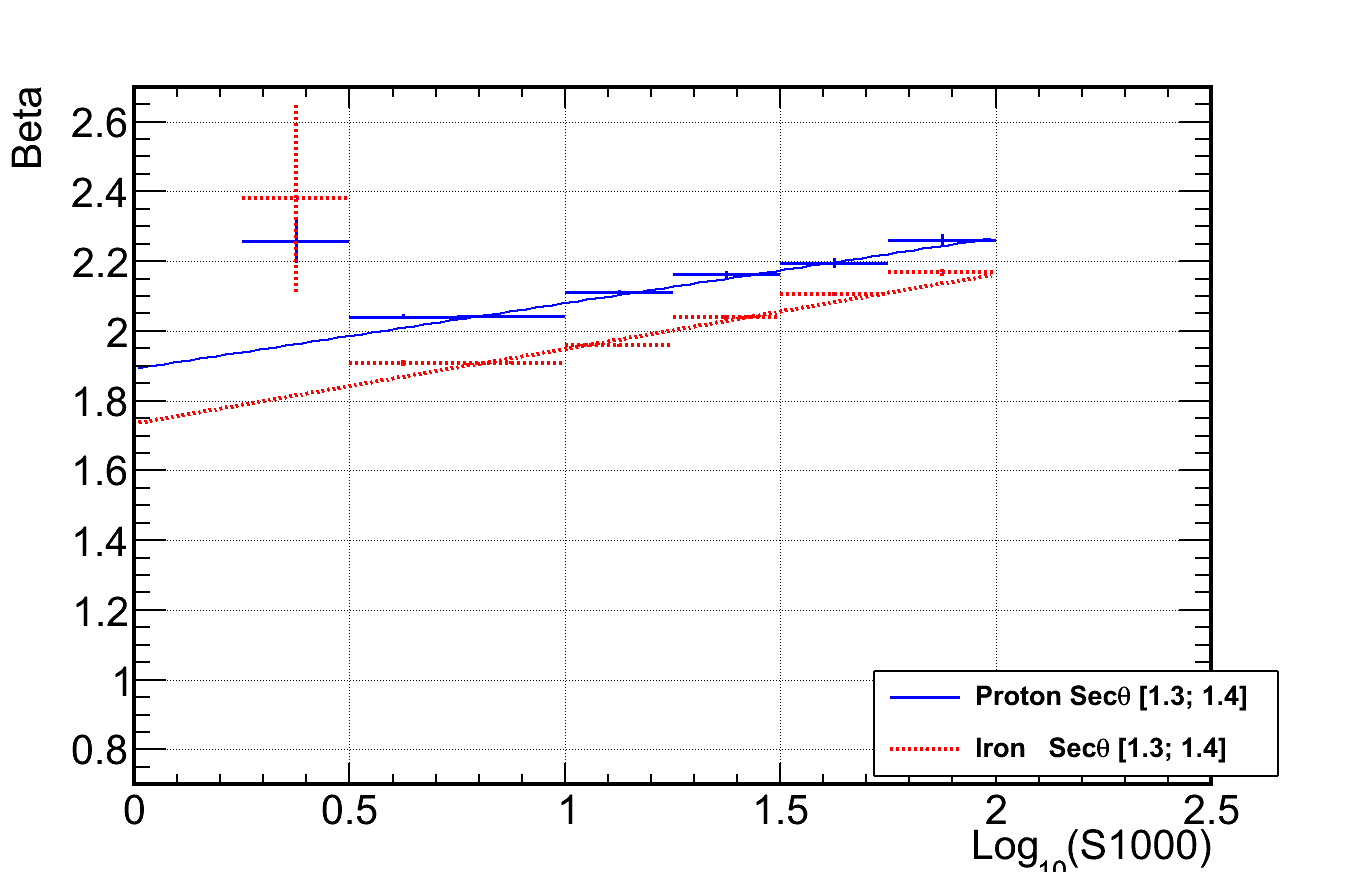 Beta
2.6
2.4
2.2
2
1.8
1.6
1.4
1.2
1
0.8
Proton Secθ [1.3; 1.4]
Iron Secθ [1.3; 1.4]
0 0.5 1 1.5 2 2.5
Log10(S1000)